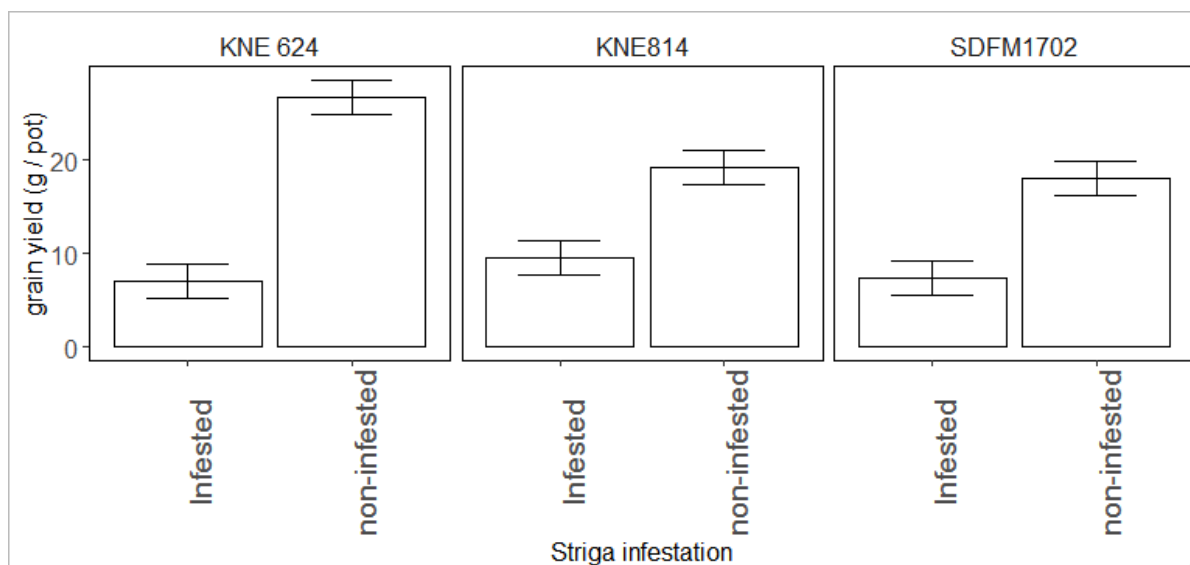 KNE 624
KNE814
SDFM1702
grain yield (g / pot)
20
10
0
Infested
non-infested
Infested
non-infested
Infested
non-infested
Striga infestation